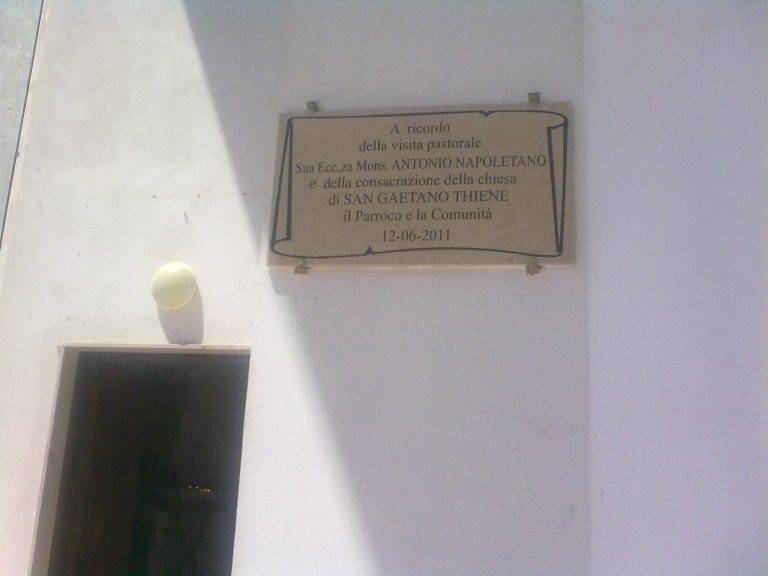 A ricordo
della visita pastorale
Sua Ecc.za Mons. ANTONIO NAPOLETANO
e della consacrazione della chiesa
di SAN GAETANO THIENE
il Parroco e la Comunità
12-06-2011